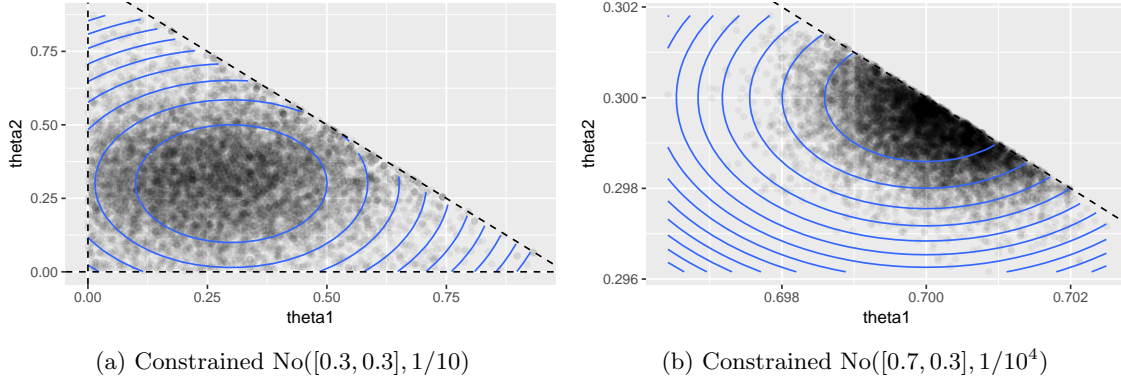 0.75
0.50
0.25
0.00
theta2
0.00
0.25
0.50
0.75
theta1
0.302
0.300
0.298
0.296
theta2
0.698
0.700
0.702
theta1
(a) Constrained No([0.3, 0.3], 1/10)
(b) Constrained No([0.7, 0.3], 1/10⁴)